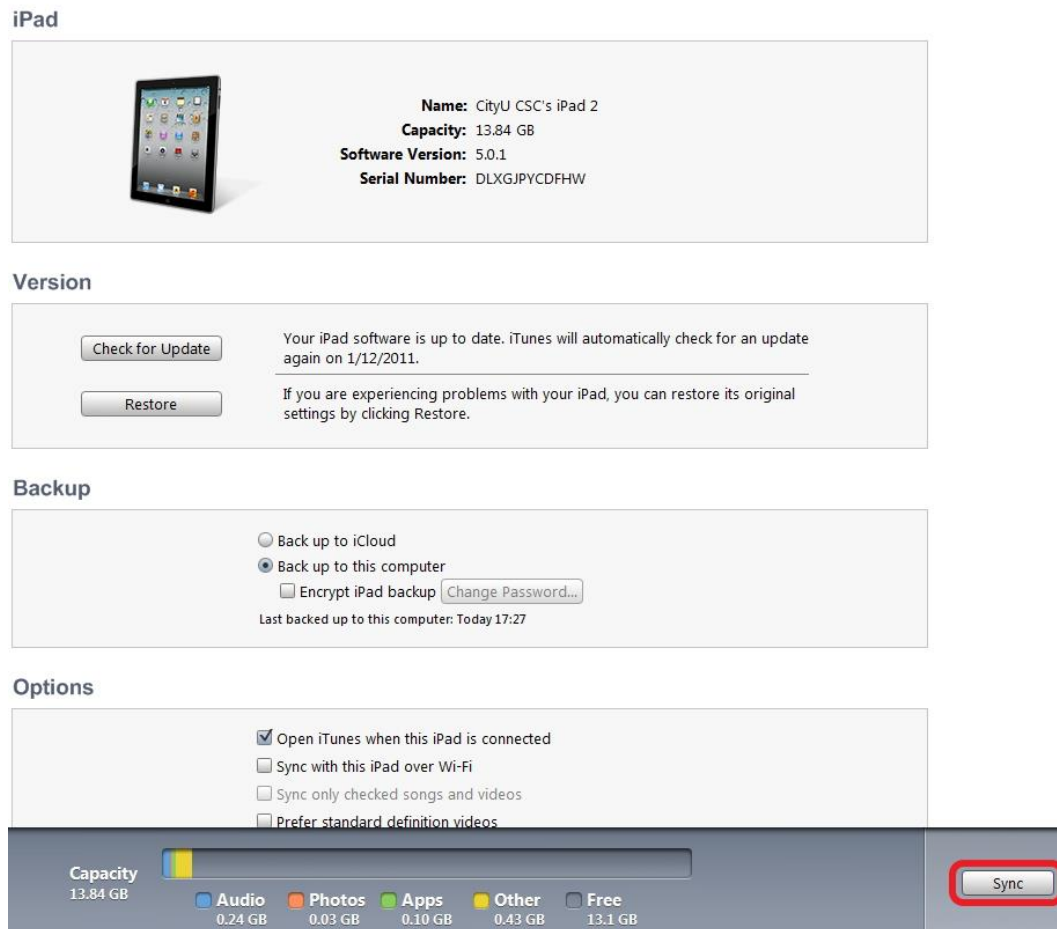 iPad
Name: CityU CSC's iPad 2
Capacity: 13.84 GB
Software Version: 5.0.1
Serial Number: DLXGJPYCDFHW
Version
Check for Update
Your iPad software is up to date. iTunes will automatically check for an update
again on 1/12/2011.
Restore
If you are experiencing problems with your iPad, you can restore its original
settings by clicking Restore.
Backup
Back up to iCloud
Back up to this computer
Encrypt iPad backup Change Password...
Last backed up to this computer: Today 17:27
Options
Open iTunes when this iPad is connected
Sync with this iPad over Wi-Fi
Sync only checked songs and videos
Prefer standard definition videos
Capacity
13.84 GB
Audio Photos Apps Other Free
0.24 GB 0.03 GB 0.10 GB 0.43 GB 13.1 GB
Sync